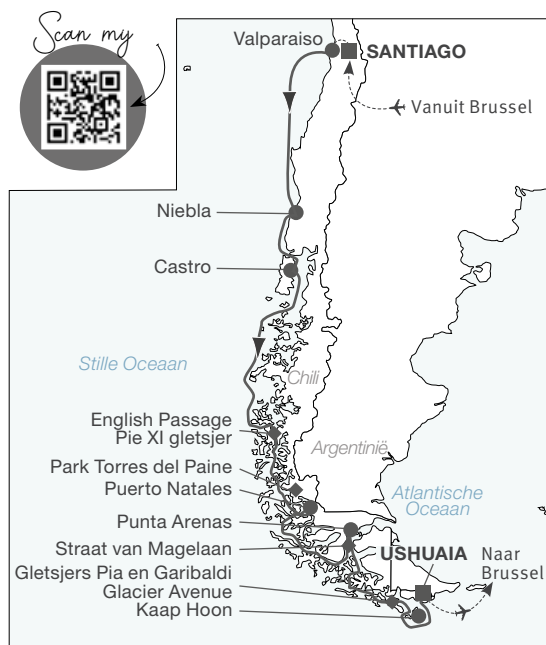 Scan my
Valparaiso
SANTIAGO
Vanuit Brussel
Niebla
Castro
Stille Oceaan
Chili
English Passage
Pie XI gletsjer
Argentinië
Park Torres del Paine
Puerto Natales
Atlantische
Oceaan
Punta Arenas
Straat van Magelaan
USHUAIA
Naar
Brussel
Gletsjers Pia en Garibaldi
Glacier Avenue
Kaap Hoon